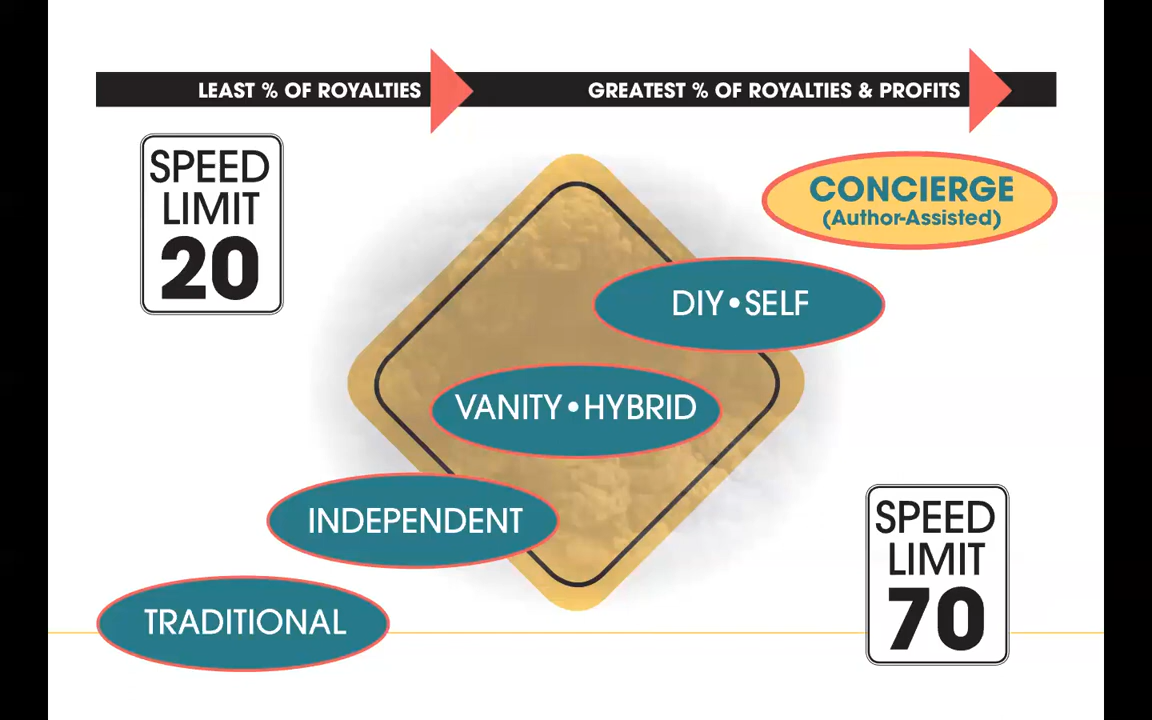 LEAST % OF ROYALTIES
GREATEST % OF ROYALTIES & PROFITS
SPEED
LIMIT
20
CONCIERGE
(Author-Assisted)
DIY•SELF
VANITY•HYBRID
INDEPENDENT
TRADITIONAL
SPEED
LIMIT
70